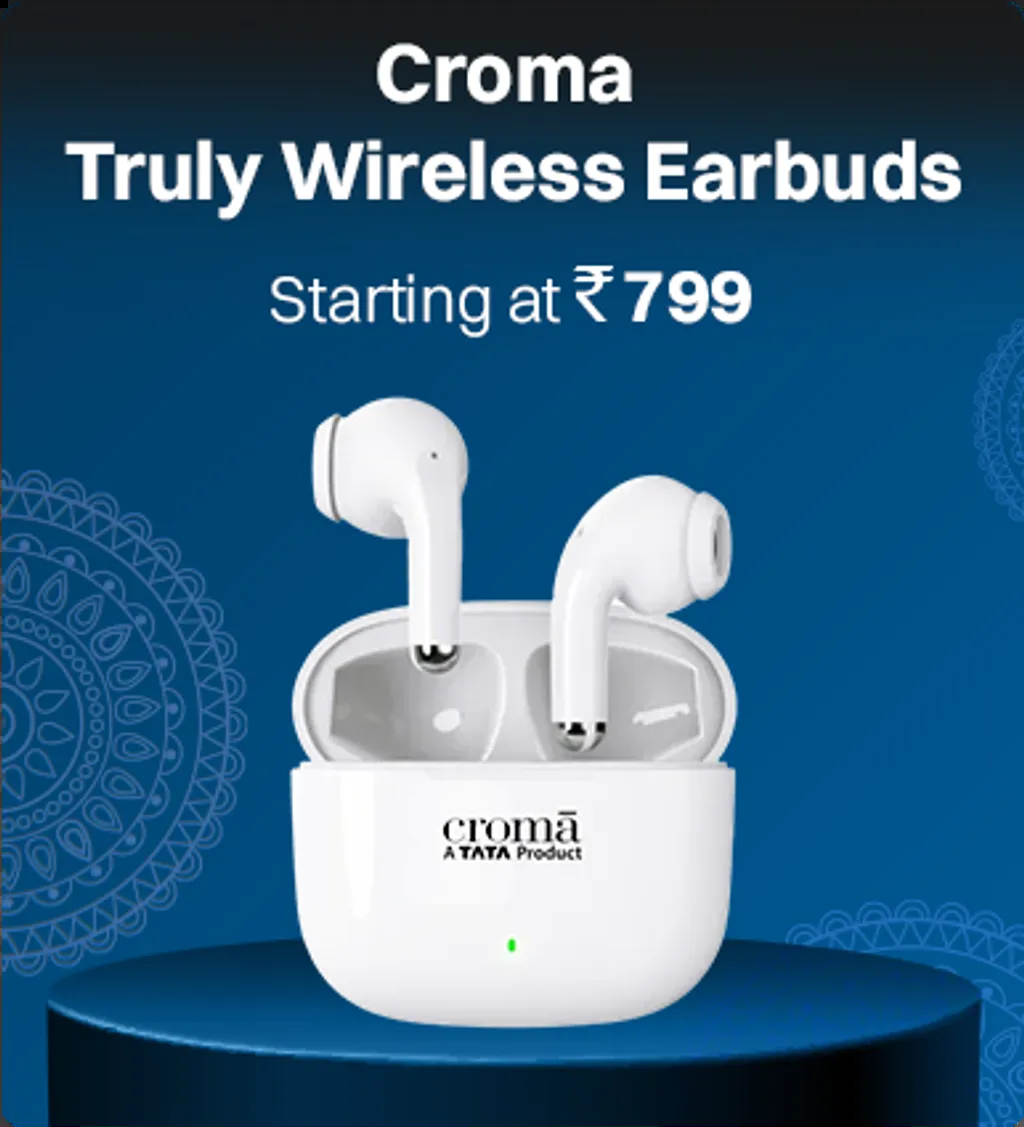 Croma
Truly Wireless Earbuds
Starting at ₹799
cromā
A TATA Product